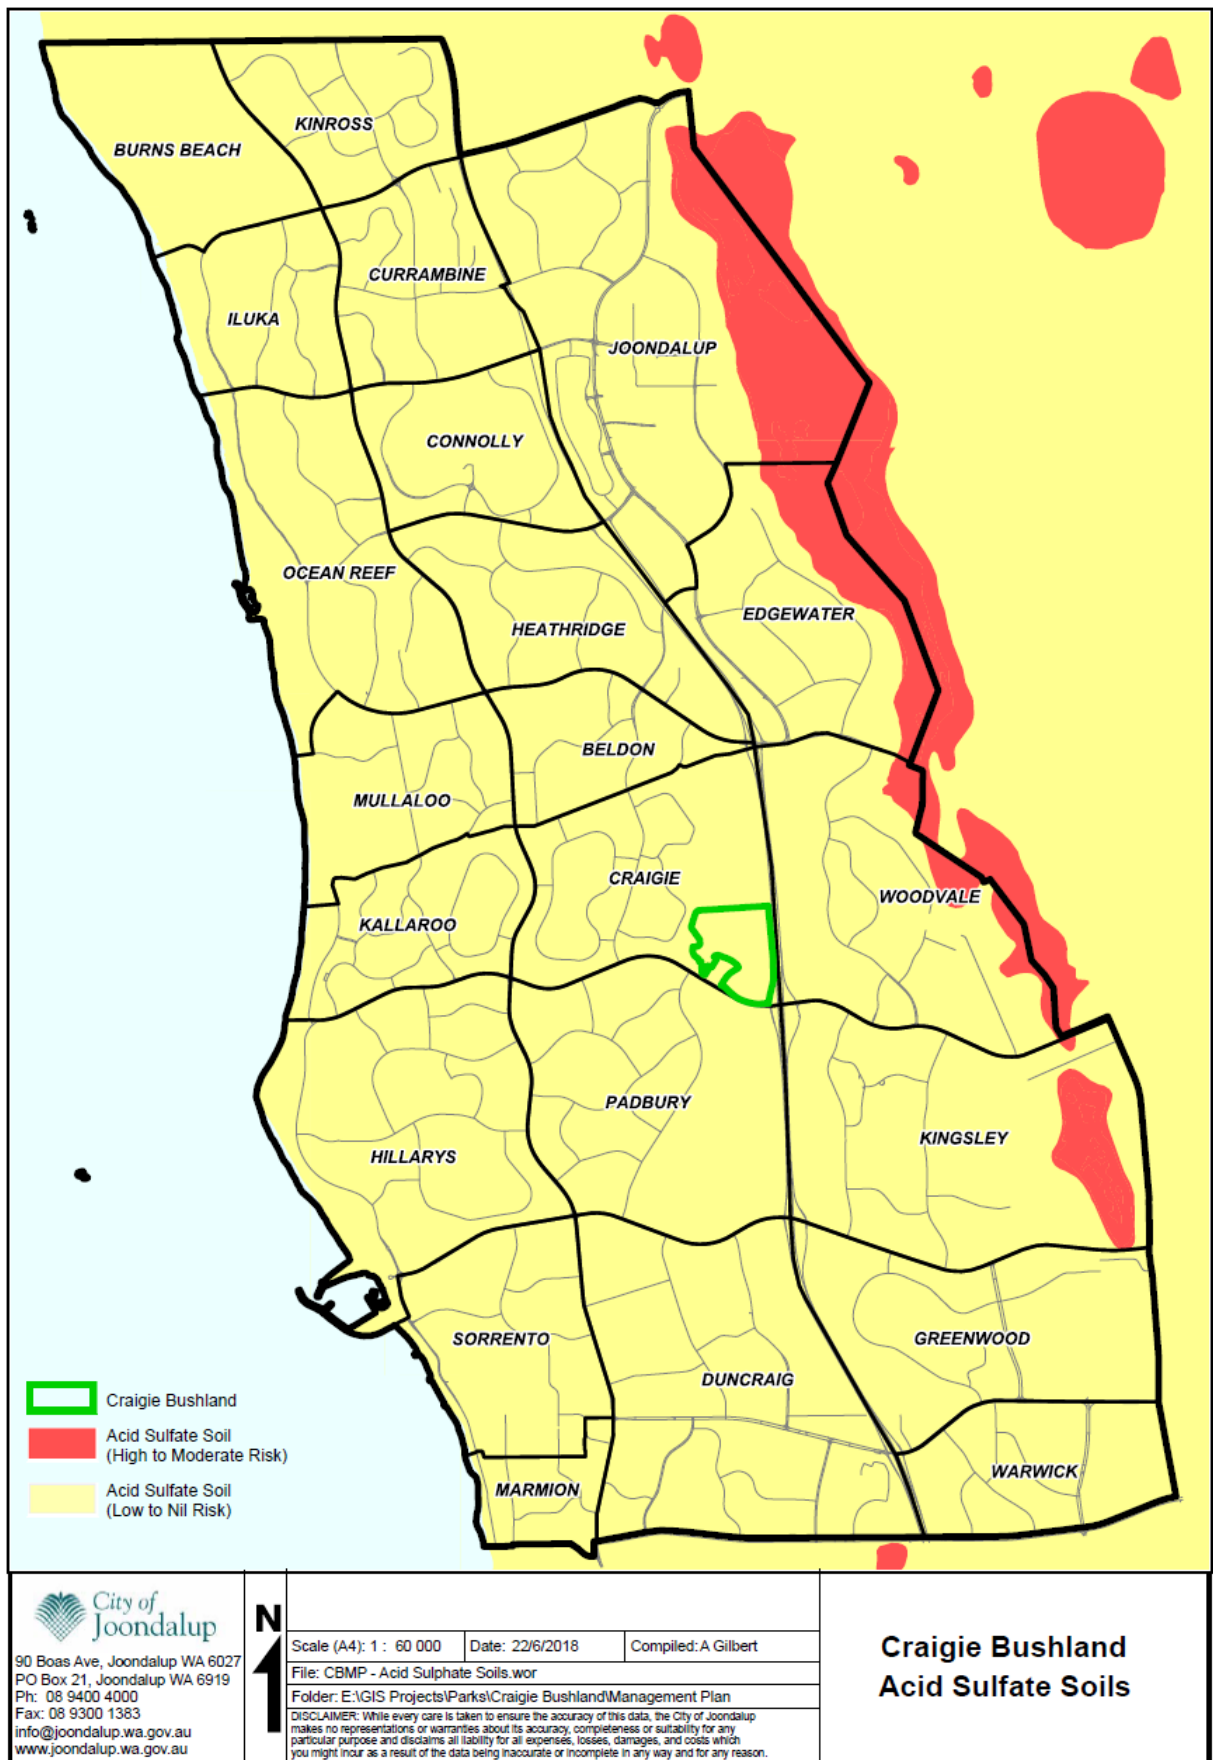 KINROSS
BURNS BEACH
CURRAMBINE
ILUKA
JOONDALUP
CONNOLLY
OCEAN REEF
HEATHRIDGE
EDGEWATER
BELDON
MULLALOO
CRAIGIE
WOODVALE
KALLAROO
PADBURY
KINGSLEY
HILLARYS
SORRENTO
GREENWOOD
DUNCRAIG
WARWICK
MARMION
Craigie Bushland
Acid Sulfate Soil
(High to Moderate Risk)
Acid Sulfate Soil
(Low to Nil Risk)
City of
Joondalup
90 Boas Ave, Joondalup WA 6027
PO Box 21, Joondalup WA 6919
Ph: 08 9400 4000
Fax: 08 9300 1383
info@joondalup.wa.gov.au
www.joondalup.wa.gov.au
N
Scale (A4): 1 : 60 000
Date: 22/6/2018
Compiled: A Gilbert
File: CBMP - Acid Sulphate Soils.wor
Folder: E:\GIS Projects\Parks\Craigie Bushland\Management Plan
DISCLAIMER: While every care is taken to ensure the accuracy of this data, the City of Joondalup
makes no representations or warranties about its accuracy, completeness or suitability for any
particular purpose and disclaims all liability for all expenses, losses, damages, and costs which
you might incur as a result of the data being inaccurate or incomplete in any way and for any reason.
Craigie Bushland
Acid Sulfate Soils